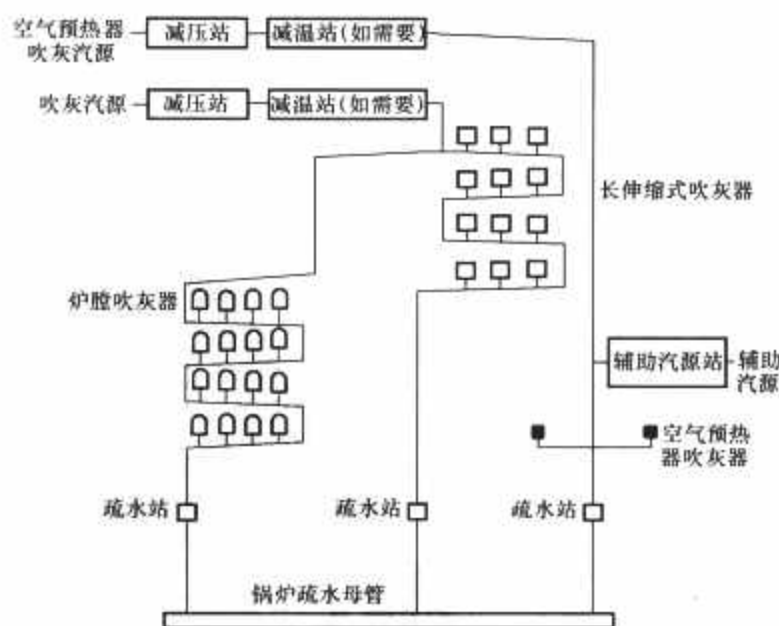 空气预热器
吹灰汽源
减压站
减温站(如需要)
吹灰汽源
减压站
减温站(如需要)
长伸缩式吹灰器
炉膛吹灰器
辅助汽源站
辅助
汽源
空气预热
器吹灰器
疏水站
疏水站
疏水站
锅炉疏水母管